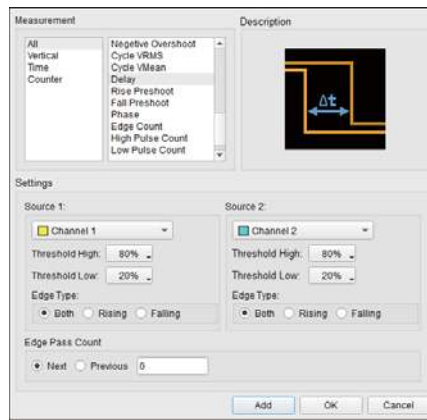 Measurement
All
Vertical
Time
Counter
Negetive Overshoot
Cycle VRMS
Cycle VMean
Delay
Rise Preshoot
Fall Preshoot
Phase
Edge Count
High Pulse Count
Low Pulse Count
Description
Δt
Settings
Source 1:
Channel 1
Threshold High: 80%
Threshold Low: 20%
Edge Type:
Both Rising Falling
Source 2:
Channel 2
Threshold High: 80%
Threshold Low: 20%
Edge Type:
Both Rising Falling
Edge Pass Count
Next Previous 0
Add OK Cancel